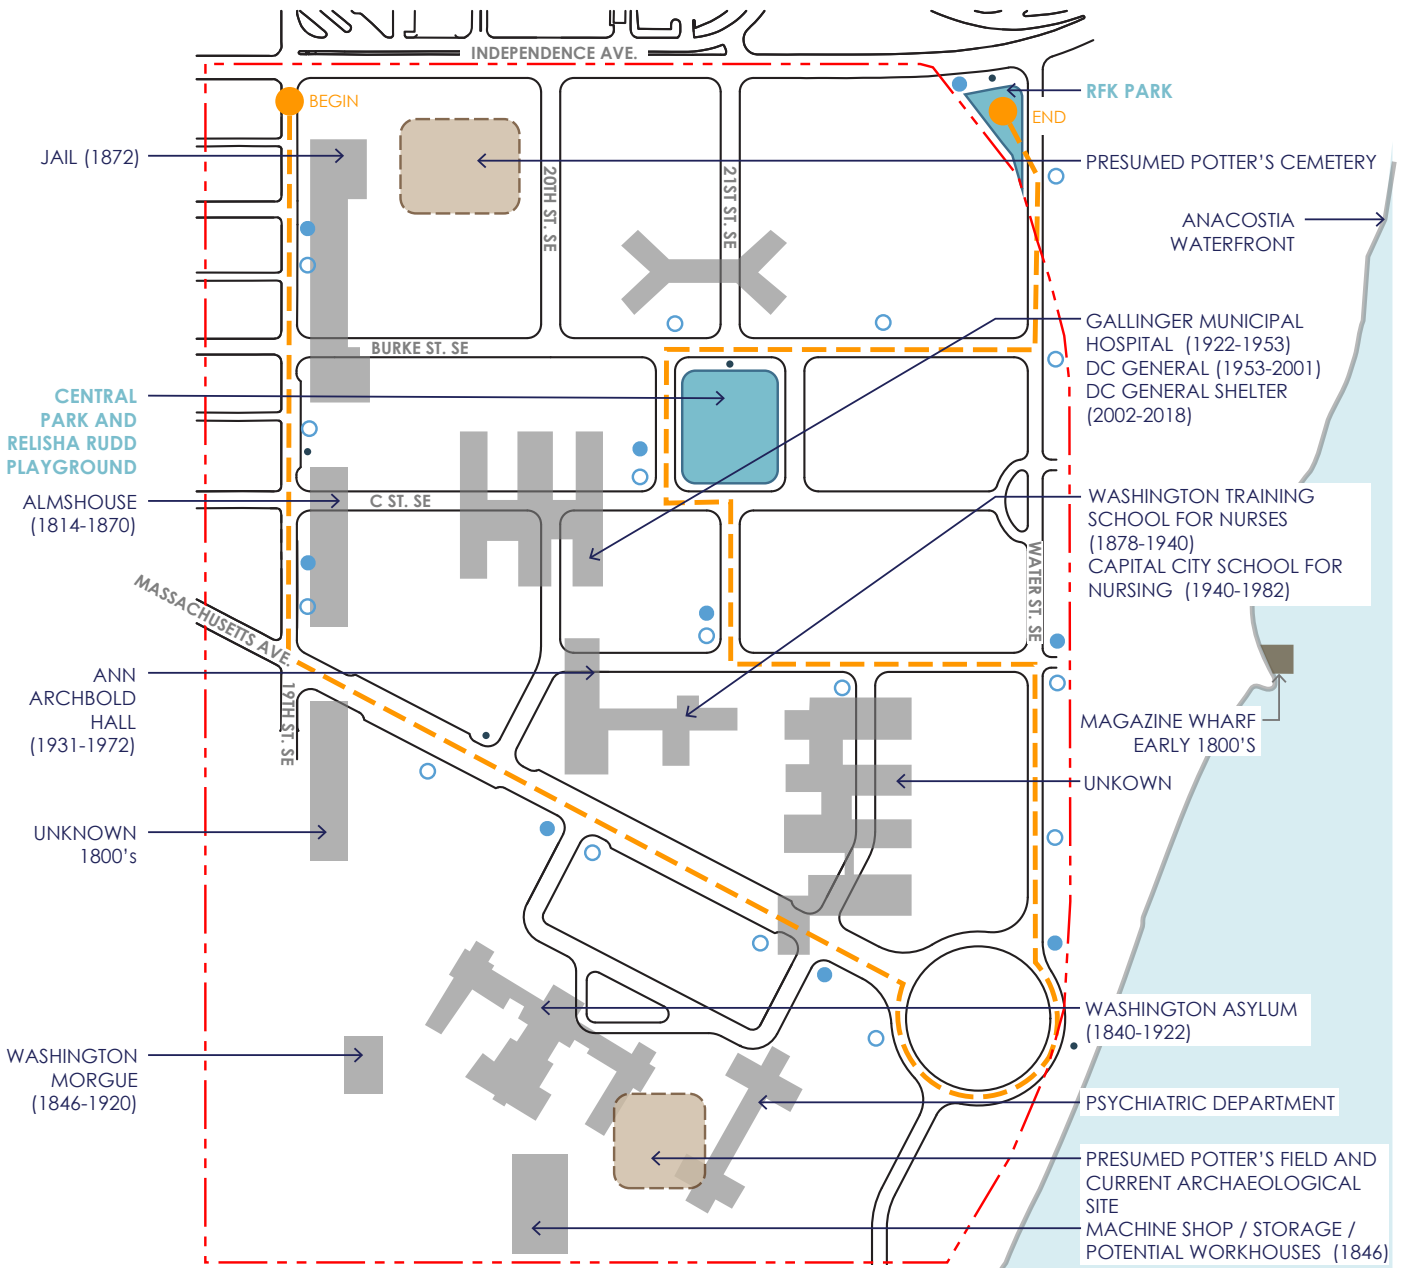 INDEPENDENCE AVE.
BEGIN
RFK PARK
END
JAIL (1872)
PRESUMED POTTER'S CEMETERY
20TH ST. SE
21ST ST. SE
ANACOSTIA
WATERFRONT
GALLINGER MUNICIPAL
HOSPITAL (1922-1953)
DC GENERAL (1953-2001)
DC GENERAL SHELTER
(2002-2018)
BURKE ST. SE
CENTRAL
PARK AND
RELISHA RUDD
PLAYGROUND
ALMSHOUSE
(1814-1870)
C ST. SE
WASHINGTON TRAINING
SCHOOL FOR NURSES
(1878-1940)
CAPITAL CITY SCHOOL FOR
NURSING (1940-1982)
WATER ST. SE
MASSACHUSETTS AVE.
19TH ST. SE
ANN
ARCHBOLD
HALL
(1931-1972)
MAGAZINE WHARF
EARLY 1800'S
UNKOWN
UNKNOWN
1800's
WASHINGTON ASYLUM
(1840-1922)
WASHINGTON
MORGUE
(1846-1920)
PSYCHIATRIC DEPARTMENT
PRESUMED POTTER'S FIELD AND
CURRENT ARCHAEOLOGICAL
SITE
MACHINE SHOP / STORAGE /
POTENTIAL WORKHOUSES (1846)